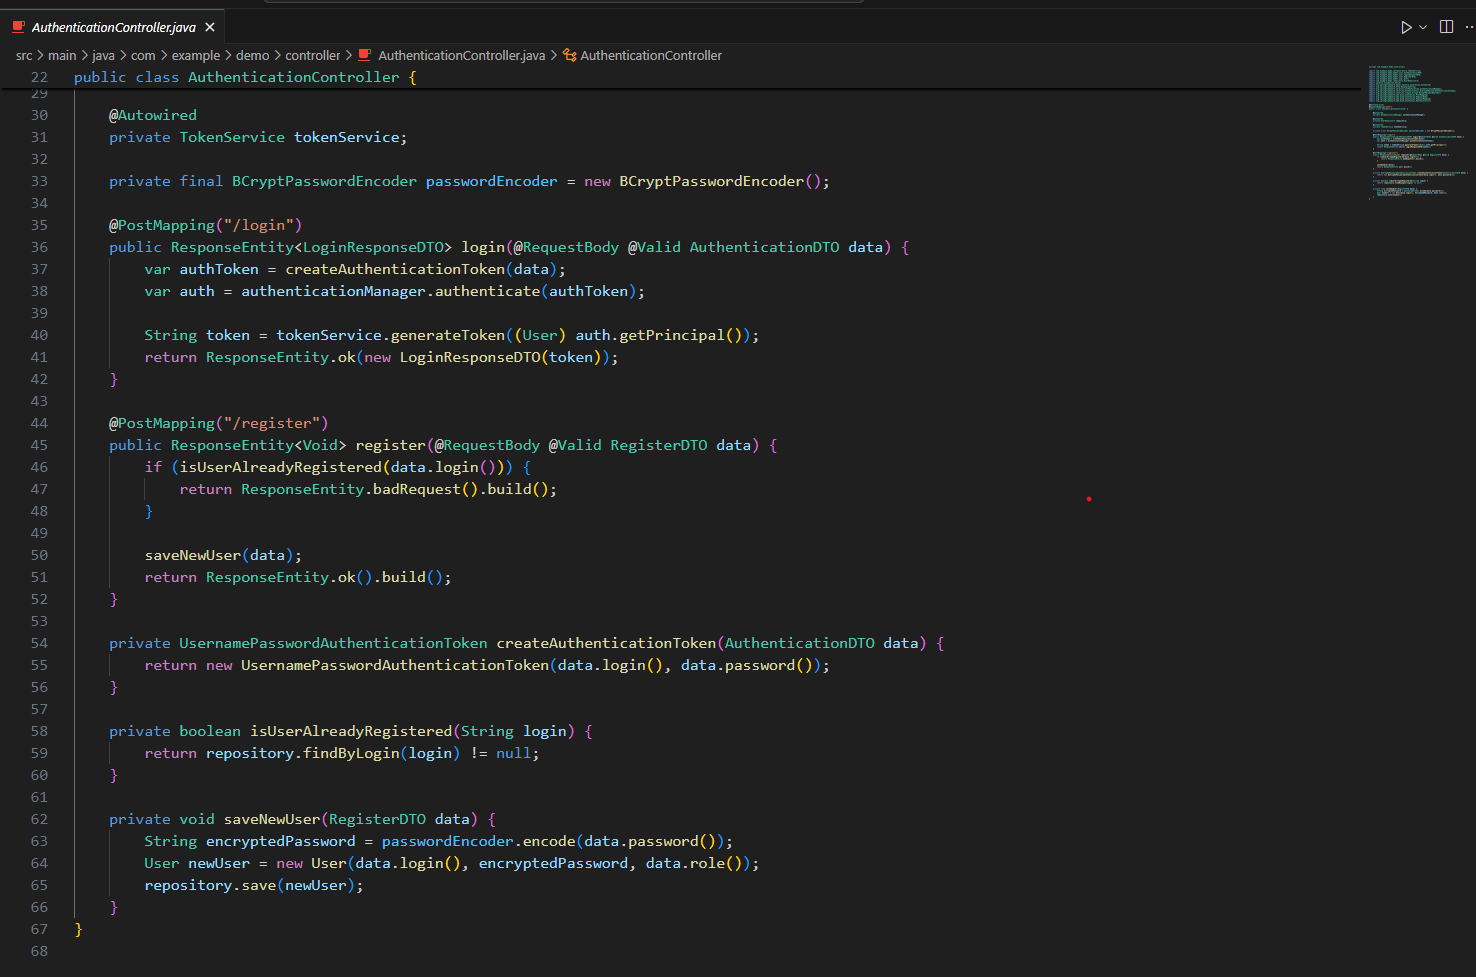 AuthenticationController.java
src > main > java > com > example > demo > controller > AuthenticationController.java > AuthenticationController
22 public class AuthenticationController {
29
30 @Autowired
31 private TokenService tokenService;
32
33 private final BCryptPasswordEncoder passwordEncoder = new BCryptPasswordEncoder();
34
35 @PostMapping("/login")
36 public ResponseEntity<LoginResponseDTO> login(@RequestBody @Valid AuthenticationDTO data) {
37 var authToken = createAuthenticationToken(data);
38 var auth = authenticationManager.authenticate(authToken);
39
40 String token = tokenService.generateToken((User) auth.getPrincipal());
41 return ResponseEntity.ok(new LoginResponseDTO(token));
42 }
43
44 @PostMapping("/register")
45 public ResponseEntity<Void> register(@RequestBody @Valid RegisterDTO data) {
46 if (isUserAlreadyRegistered(data.login())) {
47 return ResponseEntity.badRequest().build();
48 }
49
50 saveNewUser(data);
51 return ResponseEntity.ok().build();
52 }
53
54 private UsernamePasswordAuthenticationToken createAuthenticationToken(AuthenticationDTO data) {
55 return new UsernamePasswordAuthenticationToken(data.login(), data.password());
56 }
57
58 private boolean isUserAlreadyRegistered(String login) {
59 return repository.findByLogin(login) != null;
60 }
61
62 private void saveNewUser(RegisterDTO data) {
63 String encryptedPassword = passwordEncoder.encode(data.password());
64 User newUser = new User(data.login(), encryptedPassword, data.role());
65 repository.save(newUser);
66 }
67 }
68